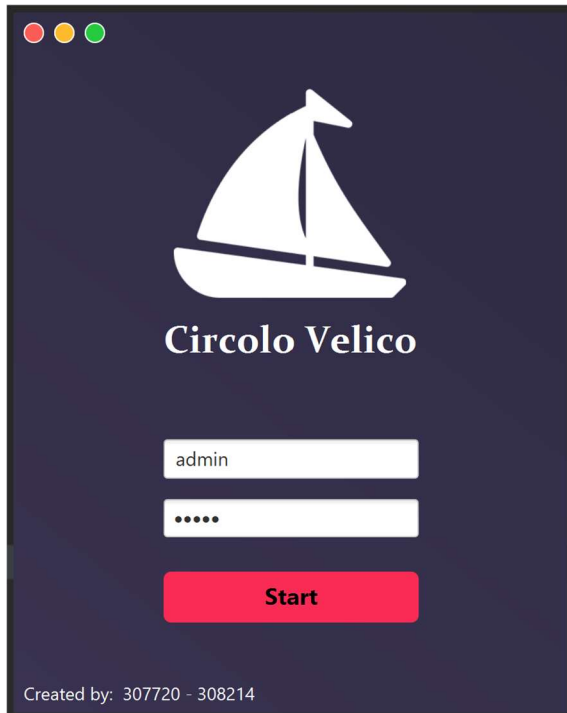 Circolo Velico
admin
•••••
Start
Created by: 307720 - 308214